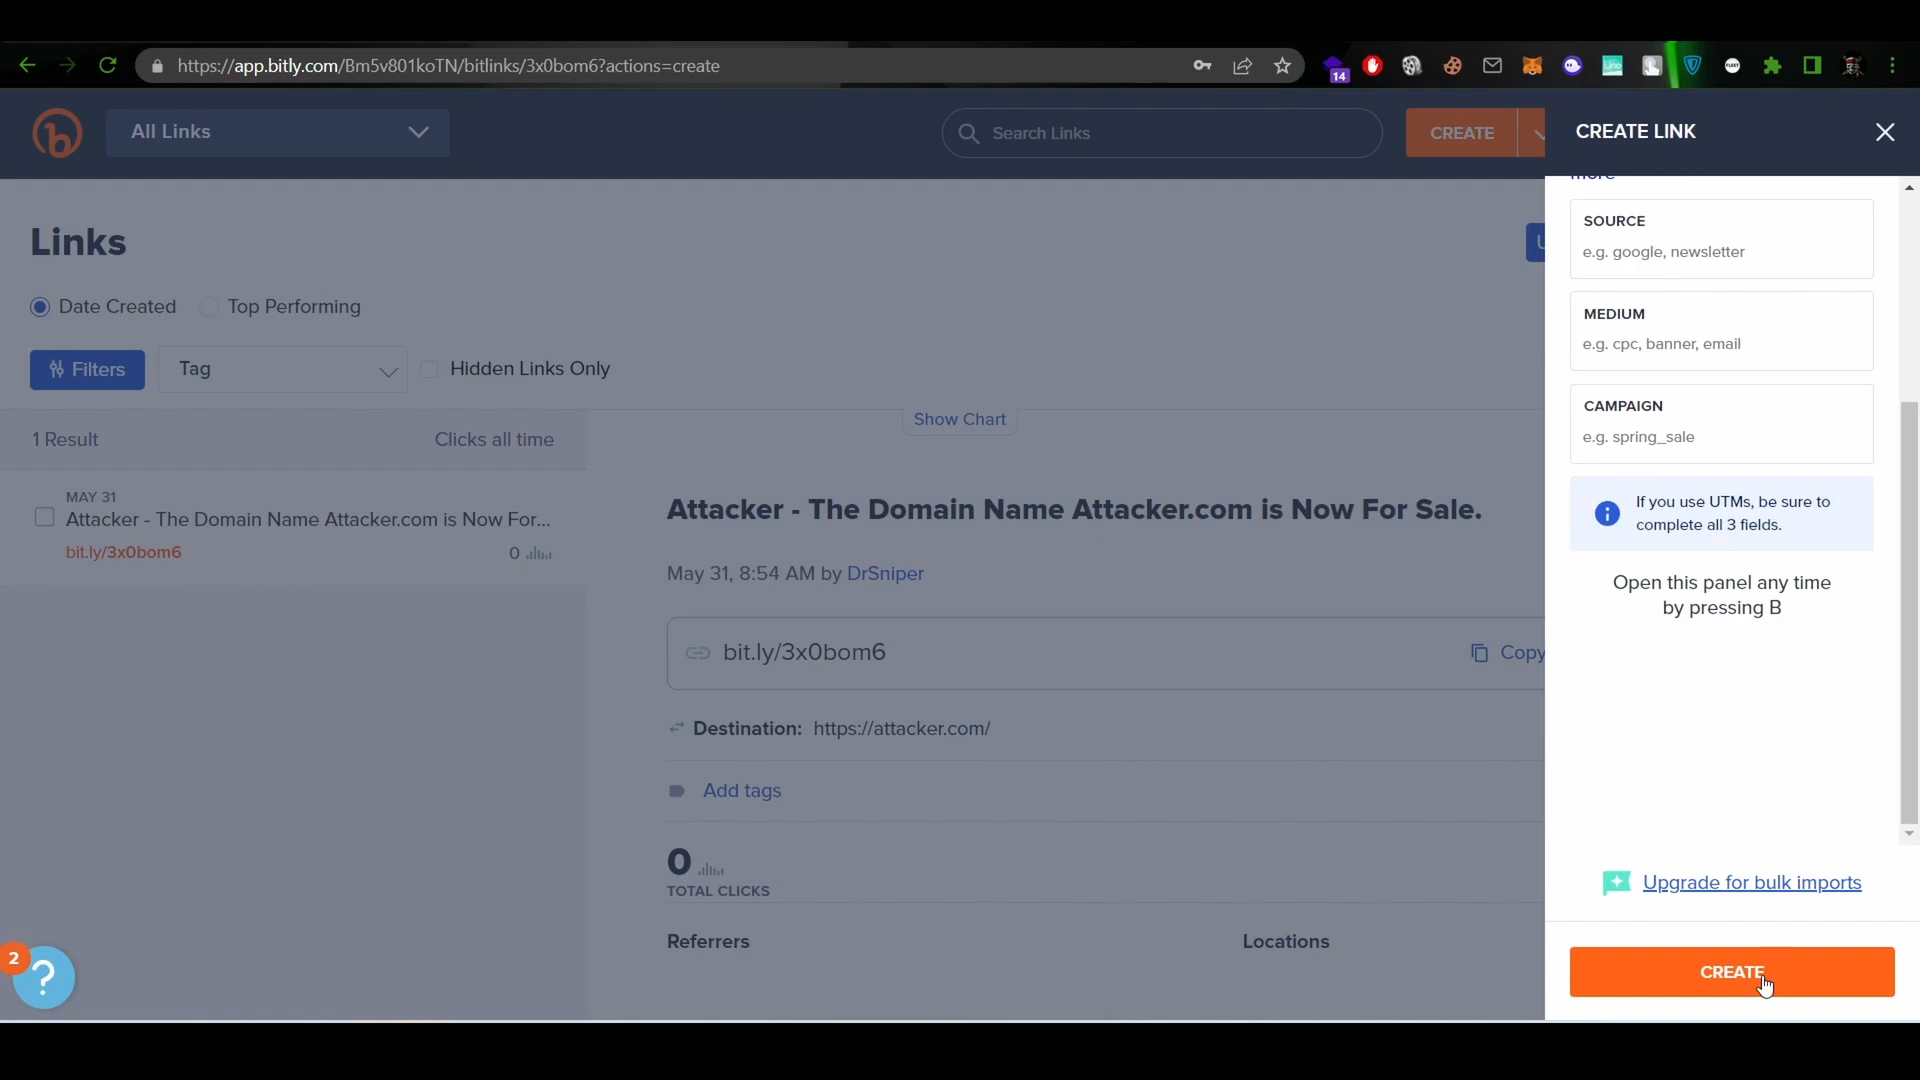 https://app.bitly.com/Bm5v801koTN/bitlinks/3x0bom6?actions=create
14
All Links
Search Links
CREATE
CREATE LINK
Links
Date Created
Top Performing
Filters
Tag
Hidden Links Only
1 Result
Clicks all time
Show Chart
MAY 31
Attacker - The Domain Name Attacker.com is Now For...
bit.ly/3x0bom6
0
Attacker - The Domain Name Attacker.com is Now For Sale.
May 31, 8:54 AM by DrSniper
bit.ly/3x0bom6
Copy
Destination: https://attacker.com/
Add tags
0
TOTAL CLICKS
Referrers
Locations
2
?
more
SOURCE
e.g. google, newsletter
MEDIUM
e.g. cpc, banner, email
CAMPAIGN
e.g. spring_sale
If you use UTMs, be sure to
complete all 3 fields.
Open this panel any time
by pressing B
Upgrade for bulk imports
CREATE